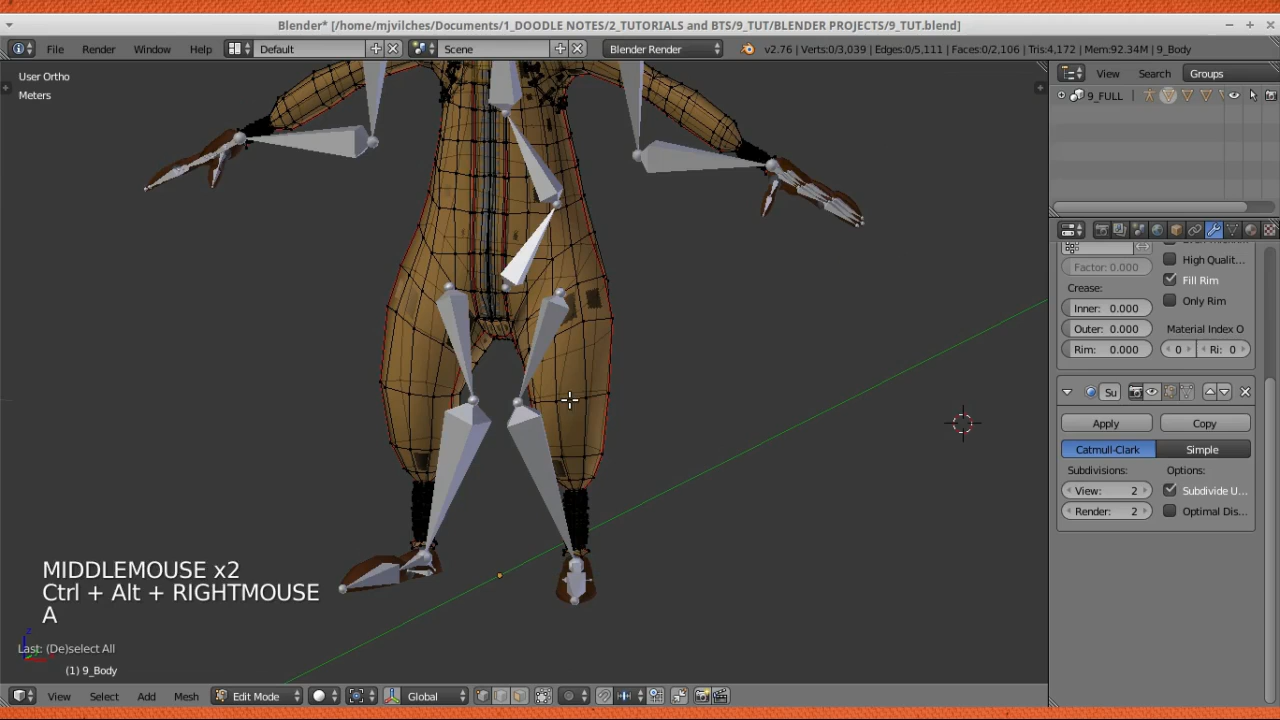 Blender* [/home/mjvilches/Documents/1_DOODLE NOTES/2_TUTORIALS and BTS/9_TUT/BLENDER PROJECTS/9_TUT.blend]
File Render Window Help Default Scene Blender Render v2.76 | Verts:0/3,039 | Edges:0/5,111 | Faces:0/2,106 | Tris:4,172 | Mem:92.34M | 9_Body
User Ortho
Meters
View Search Groups
9_FULL
Factor: 0.000
High Qualit...
Crease:
Fill Rim
Inner: 0.000
Only Rim
Outer: 0.000
Material Index O
Rim: 0.000
0
Ri: 0
Su
Apply
Copy
Catmull-Clark
Simple
Subdivisions:
Options:
View: 2
Subdivide U...
Render: 2
Optimal Dis...
MIDDLEMOUSE x2
Ctrl + Alt + RIGHTMOUSE
A
Last: (De)select All
(1) 9_Body
View Select Add Mesh Edit Mode Global